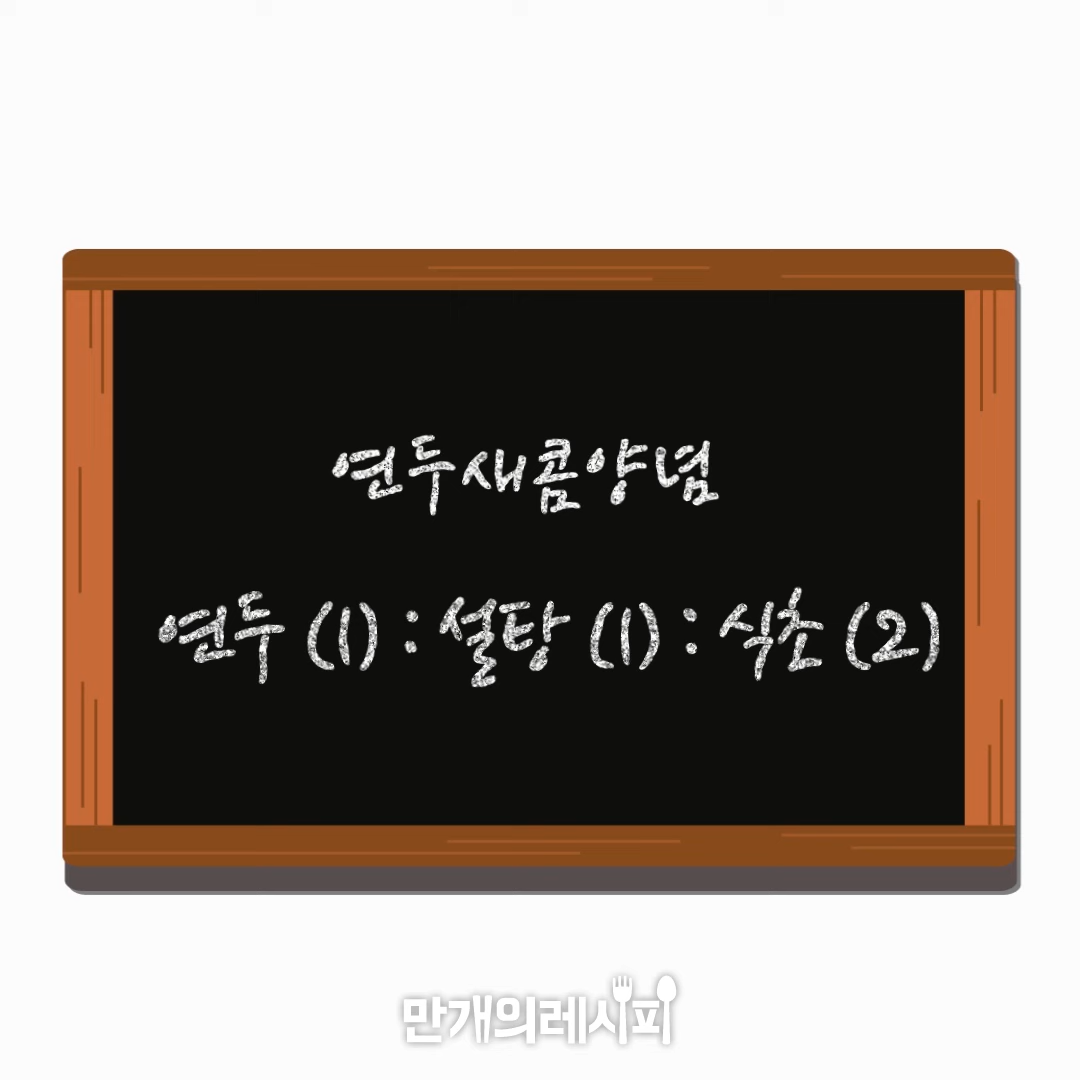 연두새콤양념
연두 (1) : 설탕 (1) : 식초 (2)
만개의레시피